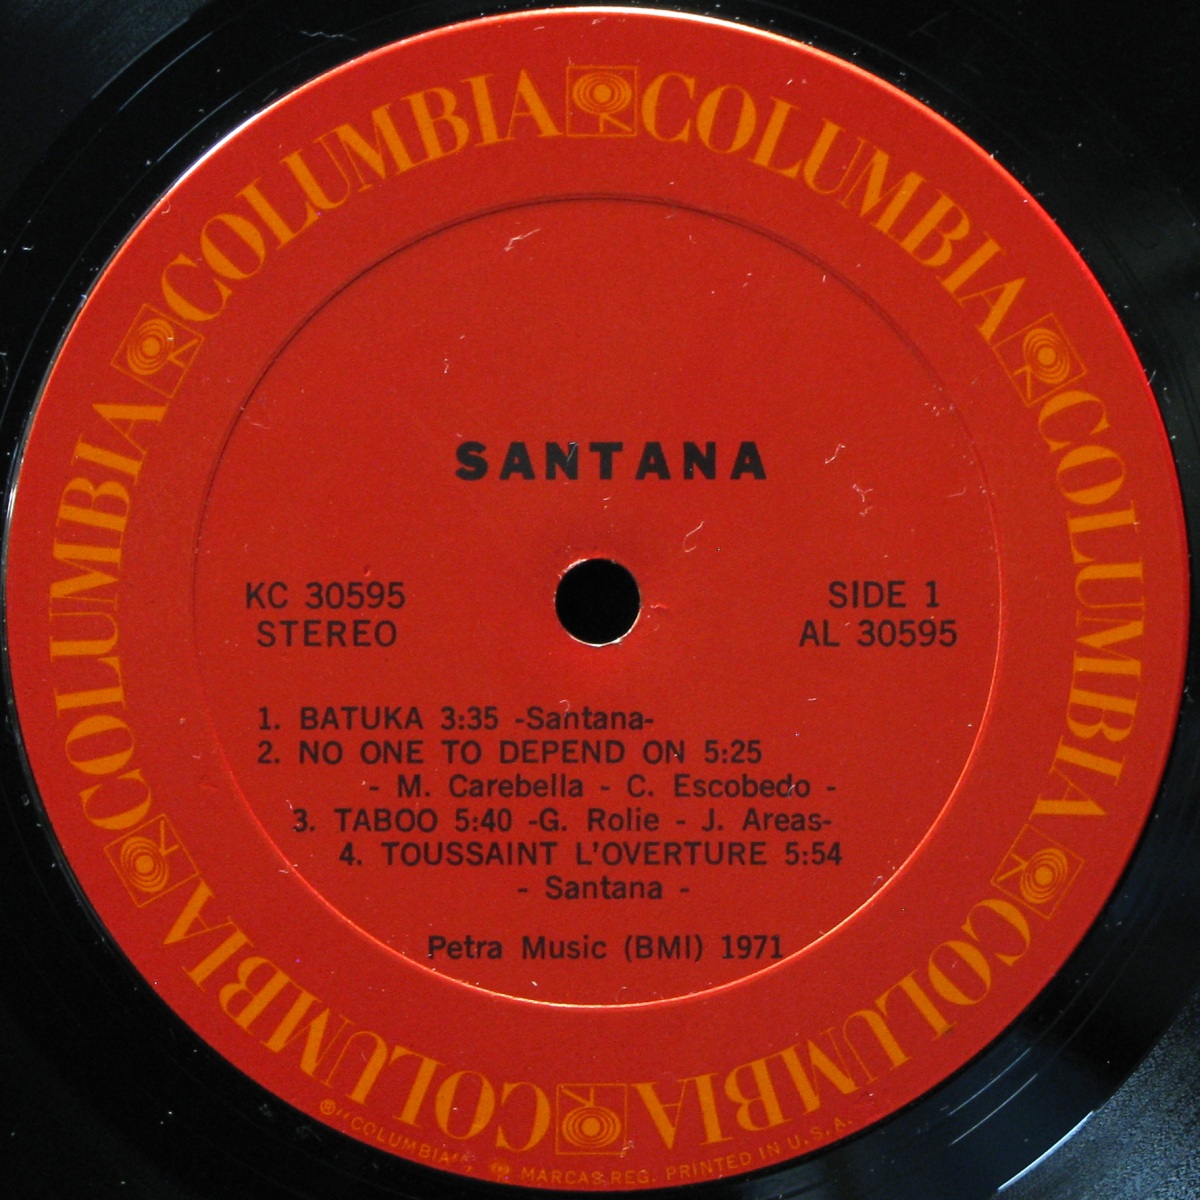 COLUMBIA COLUMBIA COLUMBIA COLUMBIA COLUMBIA COLUMBIA
SANTANA
KC 30595
STEREO
SIDE 1
AL 30595
1. BATUKA 3:35 -Santana-
2. NO ONE TO DEPEND ON 5:25
- M. Carebella - C. Escobedo -
3. TABOO 5:40 -G. Rolie - J. Areas-
4. TOUSSAINT L'OVERTURE 5:54
- Santana -
Petra Music (BMI) 1971
® "COLUMBIA", MARCAS REG. PRINTED IN U.S.A.